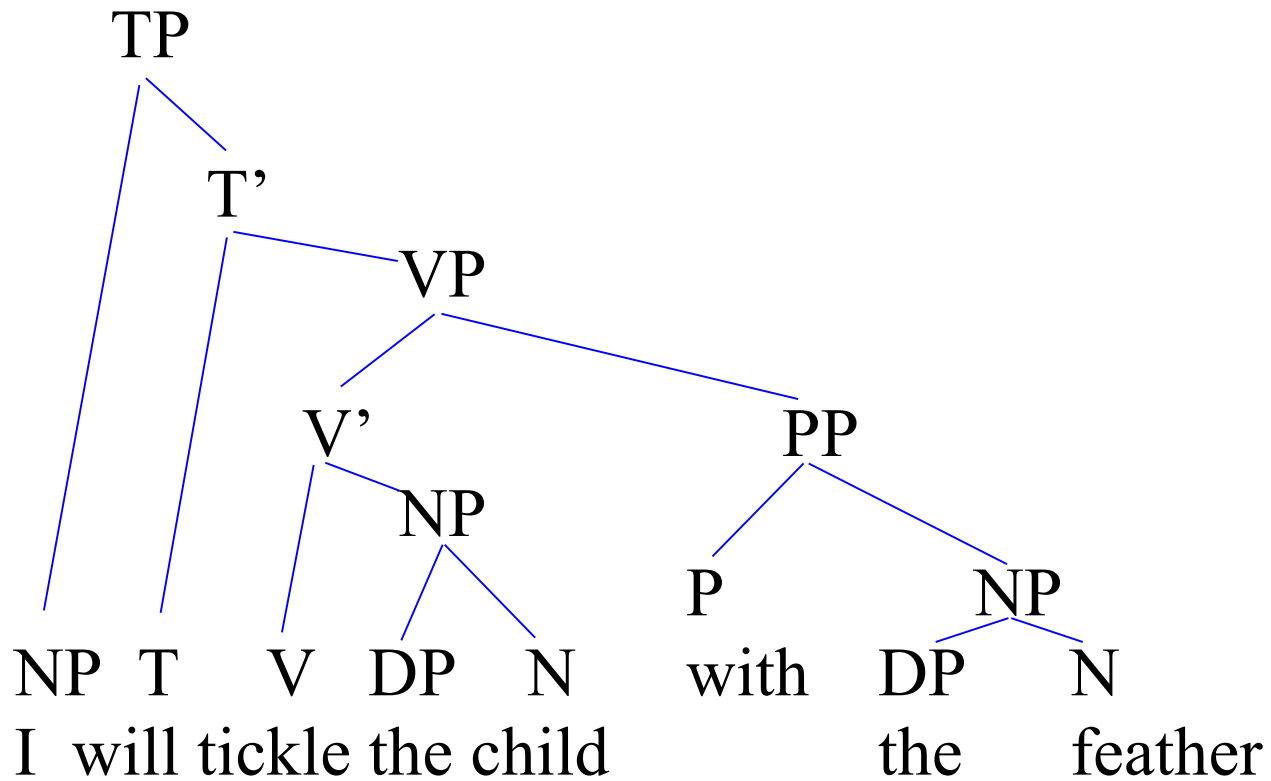 TP
T’
VP
V’ PP
NP
P NP
NP T V DP N with DP N
I will tickle the child the feather